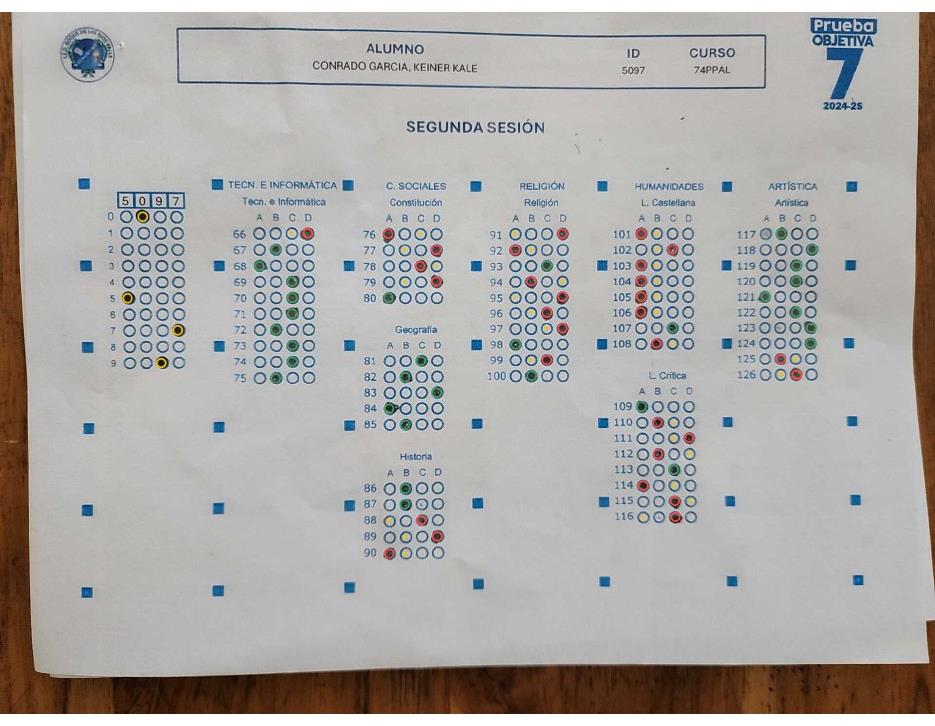 Prueba
OBJETIVA
7
2024-2S
ALUMNO ID CURSO
CONRADO GARCIA, KEINER KALE 5097 74PPAL
SEGUNDA SESIÓN
5 0 9 7
0
1
2
3
4
5
6
7
8
9
TECN. E INFORMÁTICA
Tecn. e Informática
A B C D
66
67
68
69
70
71
72
73
74
75
C. SOCIALES
Constitución
A B C D
76
77
78
79
80
Geografía
A B C D
81
82
83
84
85
Historia
A B C D
86
87
88
89
90
RELIGIÓN
Religión
A B C D
91
92
93
94
95
96
97
98
99
100
HUMANIDADES
L. Castellana
A B C D
101
102
103
104
105
106
107
108
L. Crítica
A B C D
109
110
111
112
113
114
115
116
ARTÍSTICA
Artística
A B C D
117
118
119
120
121
122
123
124
125
126